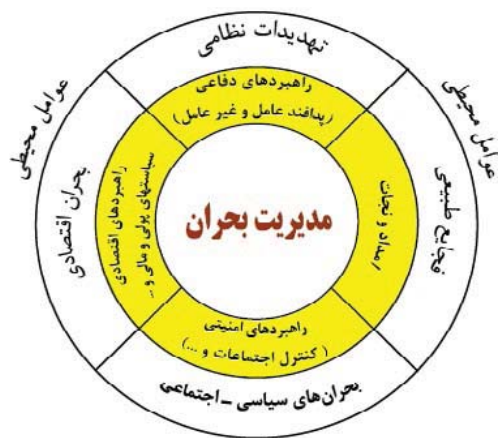 تهدیدات نظامی
راهبردهای دفاعی
(پدافند عامل و غیر عامل)
عوامل محیطی
فجایع طبیعی
امداد و نجات
مدیریت بحران
عوامل محیطی
بحران اقتصادی
راهبردهای اقتصادی
سیاستهای پولی و مالی و ..
راهبردهای امنیتی
(کنترل اجتماعات و ...)
بحران‌های سیاسی - اجتماعی